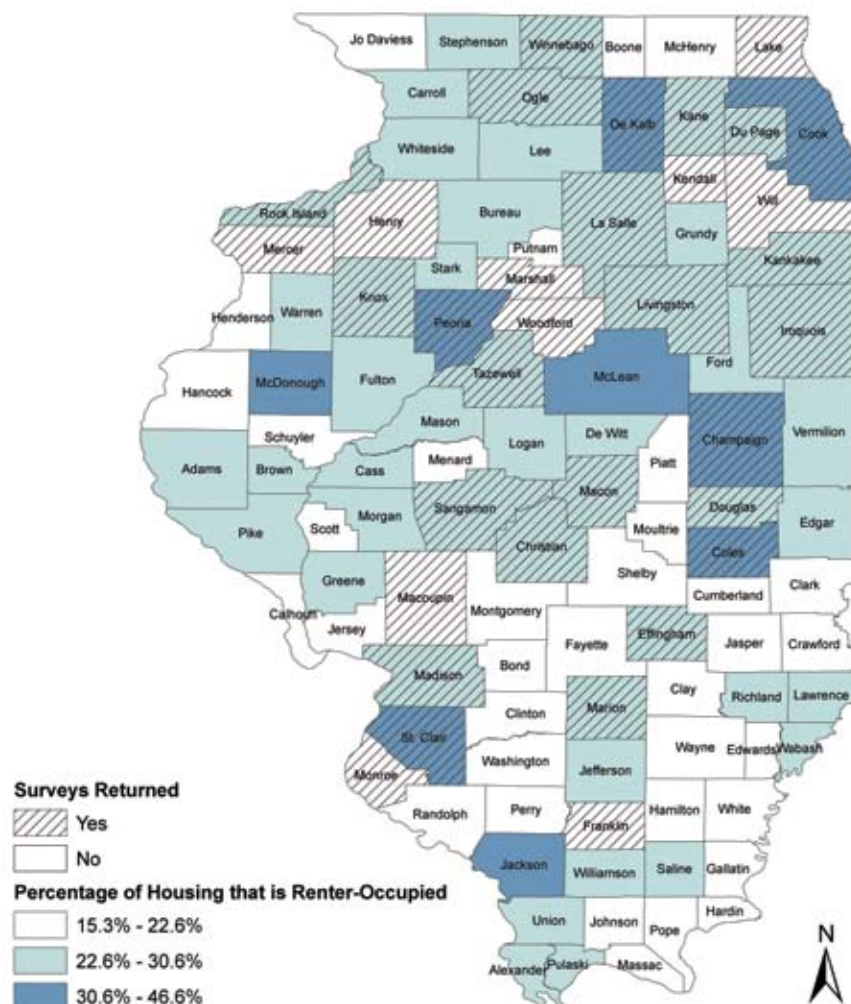 Jo Daviess
Stephenson
Winnebago
Boone
McHenry
Lake
Carroll
Ogle
De Kalb
Kane
Du Page
Cook
Whiteside
Lee
Kendall
Will
Rock Island
Henry
Bureau
La Salle
Grundy
Mercer
Putnam
Kankakee
Stark
Marshall
Knox
Livingston
Henderson
Warren
Peoria
Woodford
Iroquois
Ford
Hancock
McDonough
Fulton
Tazewell
McLean
Mason
Schuyler
Logan
De Witt
Champaign
Vermilion
Adams
Brown
Cass
Menard
Piatt
Macon
Sangamon
Douglas
Scott
Morgan
Moultrie
Edgar
Pike
Christian
Coles
Greene
Shelby
Clark
Macoupin
Cumberland
Calhoun
Montgomery
Jersey
Effingham
Fayette
Jasper
Crawford
Bond
Madison
Clay
Richland
Lawrence
Marion
Clinton
St. Clair
Wayne
Edwards
Wabash
Washington
Jefferson
Monroe
Surveys Returned
Yes
No
Randolph
Perry
Hamilton
White
Franklin
Jackson
Williamson
Saline
Gallatin
Percentage of Housing that is Renter-Occupied
15.3% - 22.6%
22.6% - 30.6%
30.6% - 46.6%
Union
Johnson
Pope
Hardin
Alexander
Pulaski
Massac
N